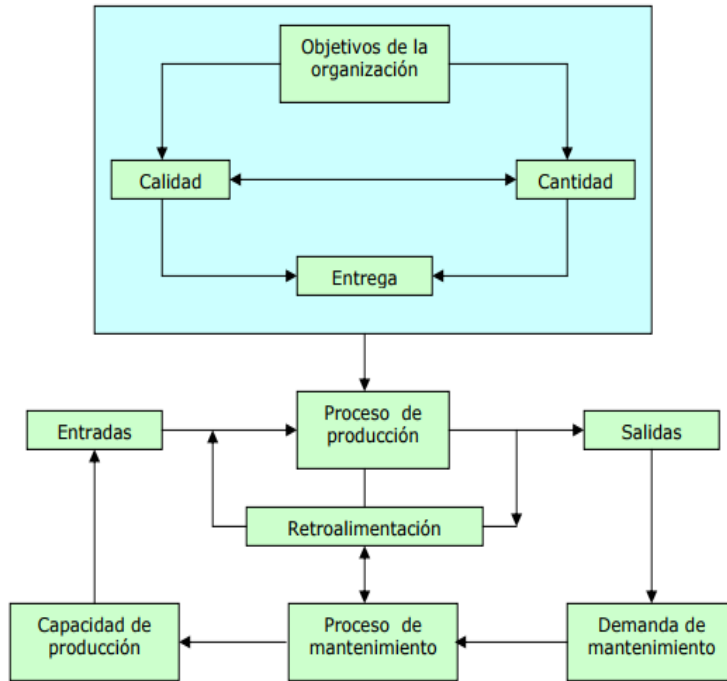 Objetivos de la
organización
Calidad
Cantidad
Entrega
Entradas
Proceso de
producción
Salidas
Retroalimentación
Capacidad de
producción
Proceso de
mantenimiento
Demanda de
mantenimiento